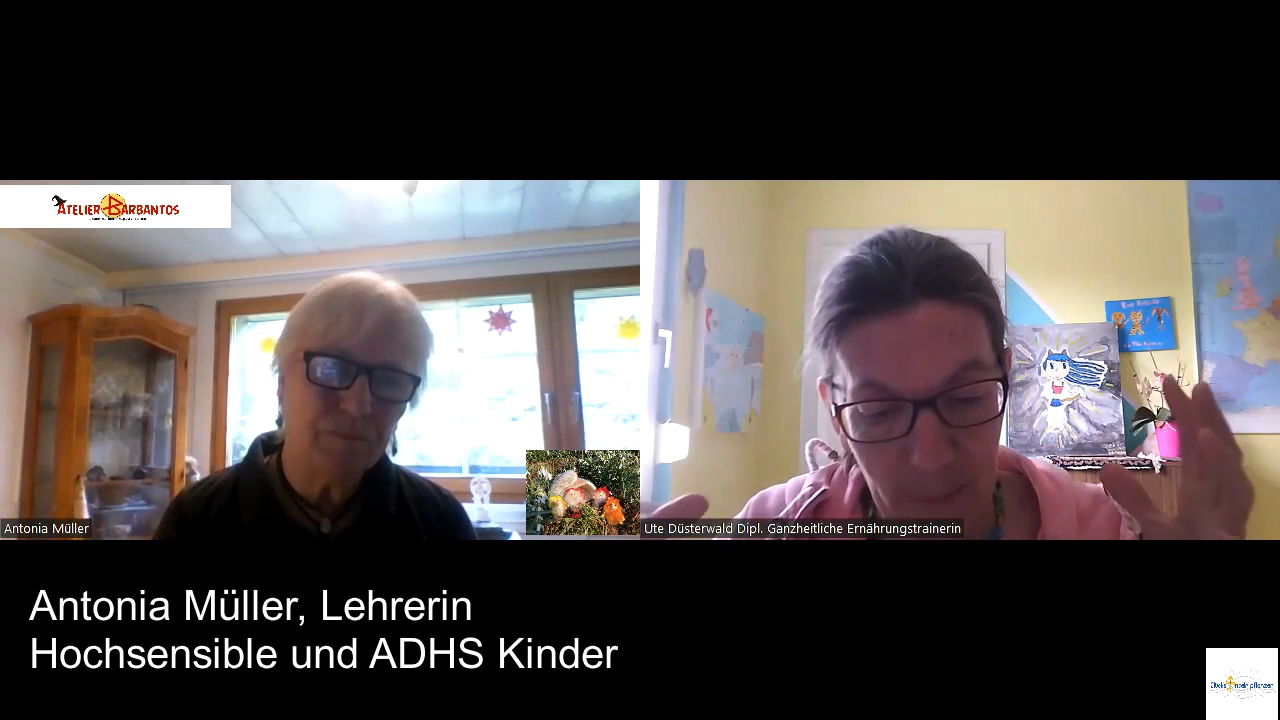 ATELIER BARBANTOS
Antonia Müller
Ute Düsterwald Dipl. Ganzheitliche Ernährungstrainerin
Antonia Müller, Lehrerin
Hochsensible und ADHS Kinder